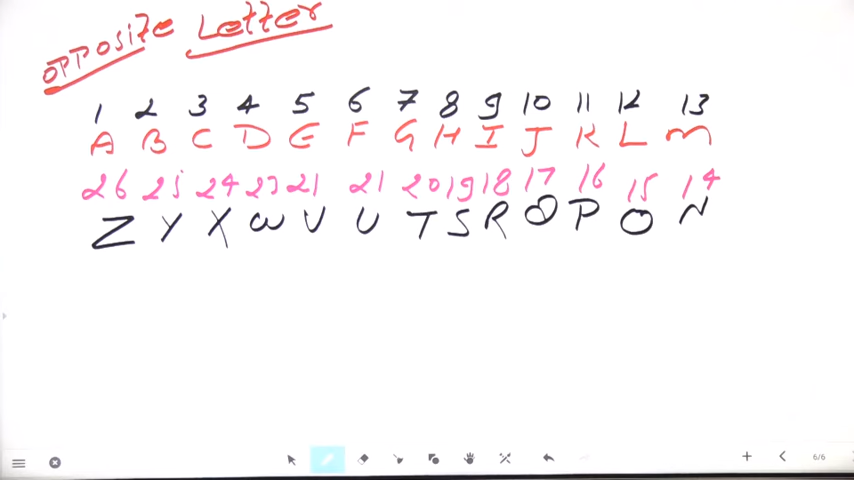 OPPOSITE Letter
1 2 3 4 5 6 7 8 9 10 11 12 13
A B C D E F G H I J K L M
26 25 24 23 21 21 20 19 18 17 16 15 14
Z Y X W V U T S R Q P O N
6/6